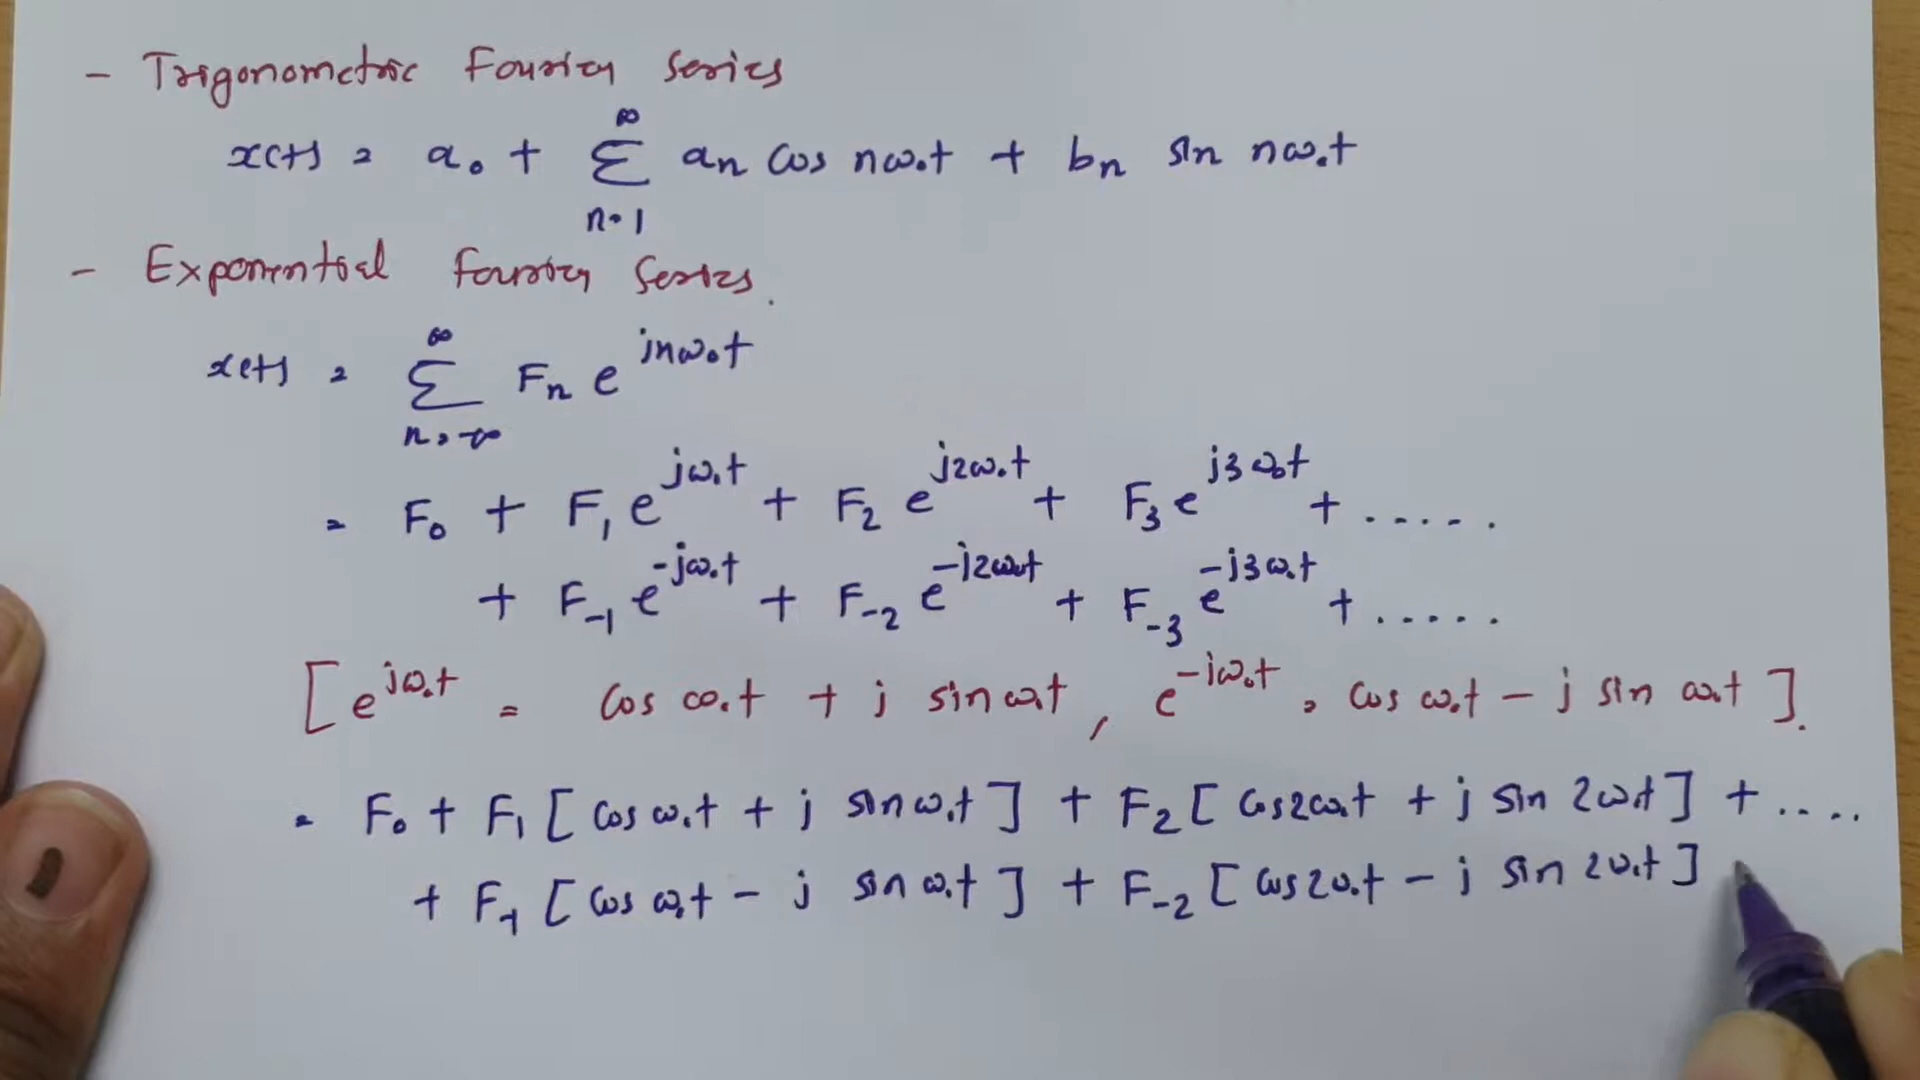 - Trigonometric Fourier Series
x(t) = a₀ + ∑ₙ₌₁^∞ aₙ cos nω₀t + bₙ sin nω₀t
- Exponential Fourier Series.
x(t) = ∑ₙ₌₋∞^∞ Fₙ e^{jnω₀t}
= F₀ + F₁ e^{jω₀t} + F₂ e^{j2ω₀t} + F₃ e^{j3ω₀t} + .....
+ F₋₁ e^{-jω₀t} + F₋₂ e^{-j2ω₀t} + F₋₃ e^{-j3ω₀t} + .....
[e^{jω₀t} = cos ω₀t + j sin ω₀t, e^{-jω₀t} = cos ω₀t - j sin ω₀t].
= F₀ + F₁ [cos ω₀t + j sin ω₀t] + F₂ [cos 2ω₀t + j sin 2ω₀t] + ....
+ F₋₁ [cos ω₀t - j sin ω₀t] + F₋₂ [cos 2ω₀t - j sin 2ω₀t]